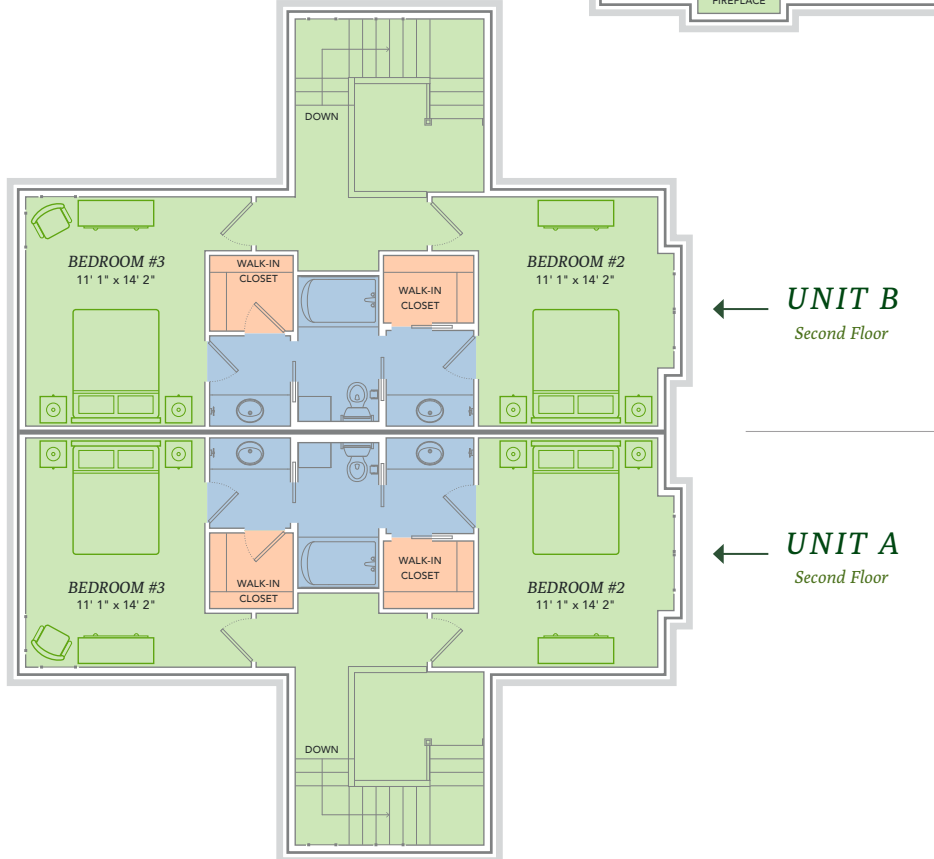 FIREPLACE
DOWN
BEDROOM #3
11' 1" x 14' 2"
WALK-IN
CLOSET
WALK-IN
CLOSET
BEDROOM #2
11' 1" x 14' 2"
UNIT B
Second Floor
UNIT A
Second Floor
BEDROOM #3
11' 1" x 14' 2"
WALK-IN
CLOSET
WALK-IN
CLOSET
BEDROOM #2
11' 1" x 14' 2"
DOWN